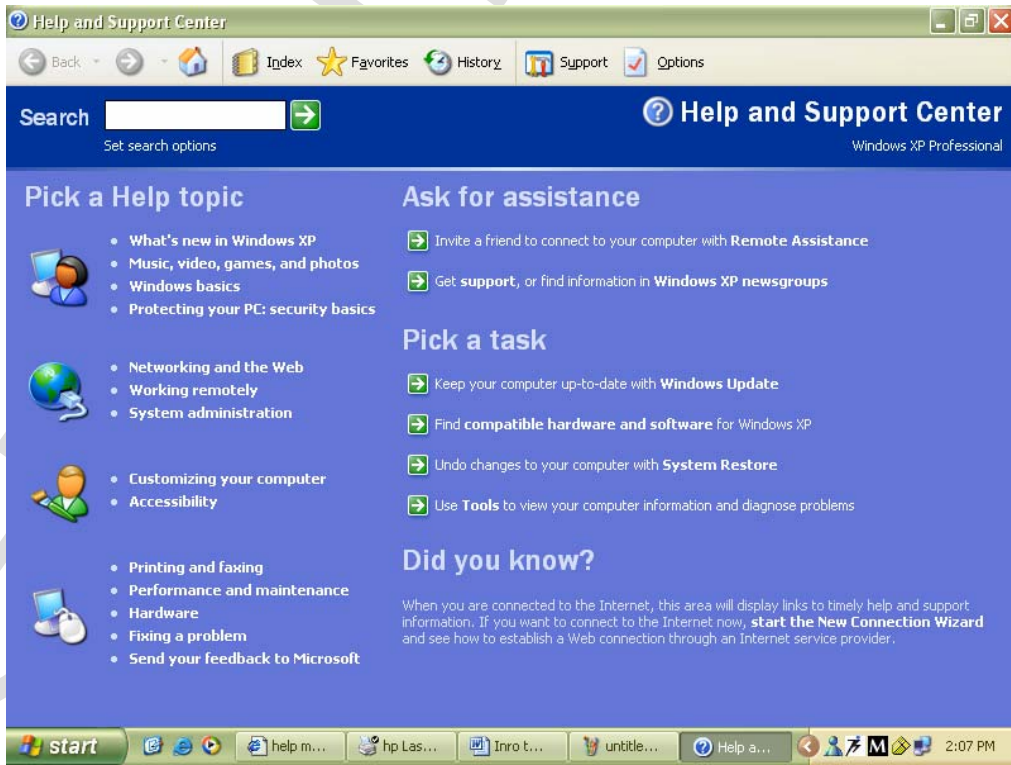 Help and Support Center
Back
Index
Favorites
History
Support
Options
Search
Set search options
Help and Support Center
Windows XP Professional
Pick a Help topic
What's new in Windows XP
Music, video, games, and photos
Windows basics
Protecting your PC: security basics
Networking and the Web
Working remotely
System administration
Customizing your computer
Accessibility
Printing and faxing
Performance and maintenance
Hardware
Fixing a problem
Send your feedback to Microsoft
Ask for assistance
Invite a friend to connect to your computer with Remote Assistance
Get support, or find information in Windows XP newsgroups
Pick a task
Keep your computer up-to-date with Windows Update
Find compatible hardware and software for Windows XP
Undo changes to your computer with System Restore
Use Tools to view your computer information and diagnose problems
Did you know?
When you are connected to the Internet, this area will display links to timely help and support
information. If you want to connect to the Internet now, start the New Connection Wizard
and see how to establish a Web connection through an Internet service provider.
start
help m...
hp Las...
Inro t...
untitle...
Help a...
M
2:07 PM